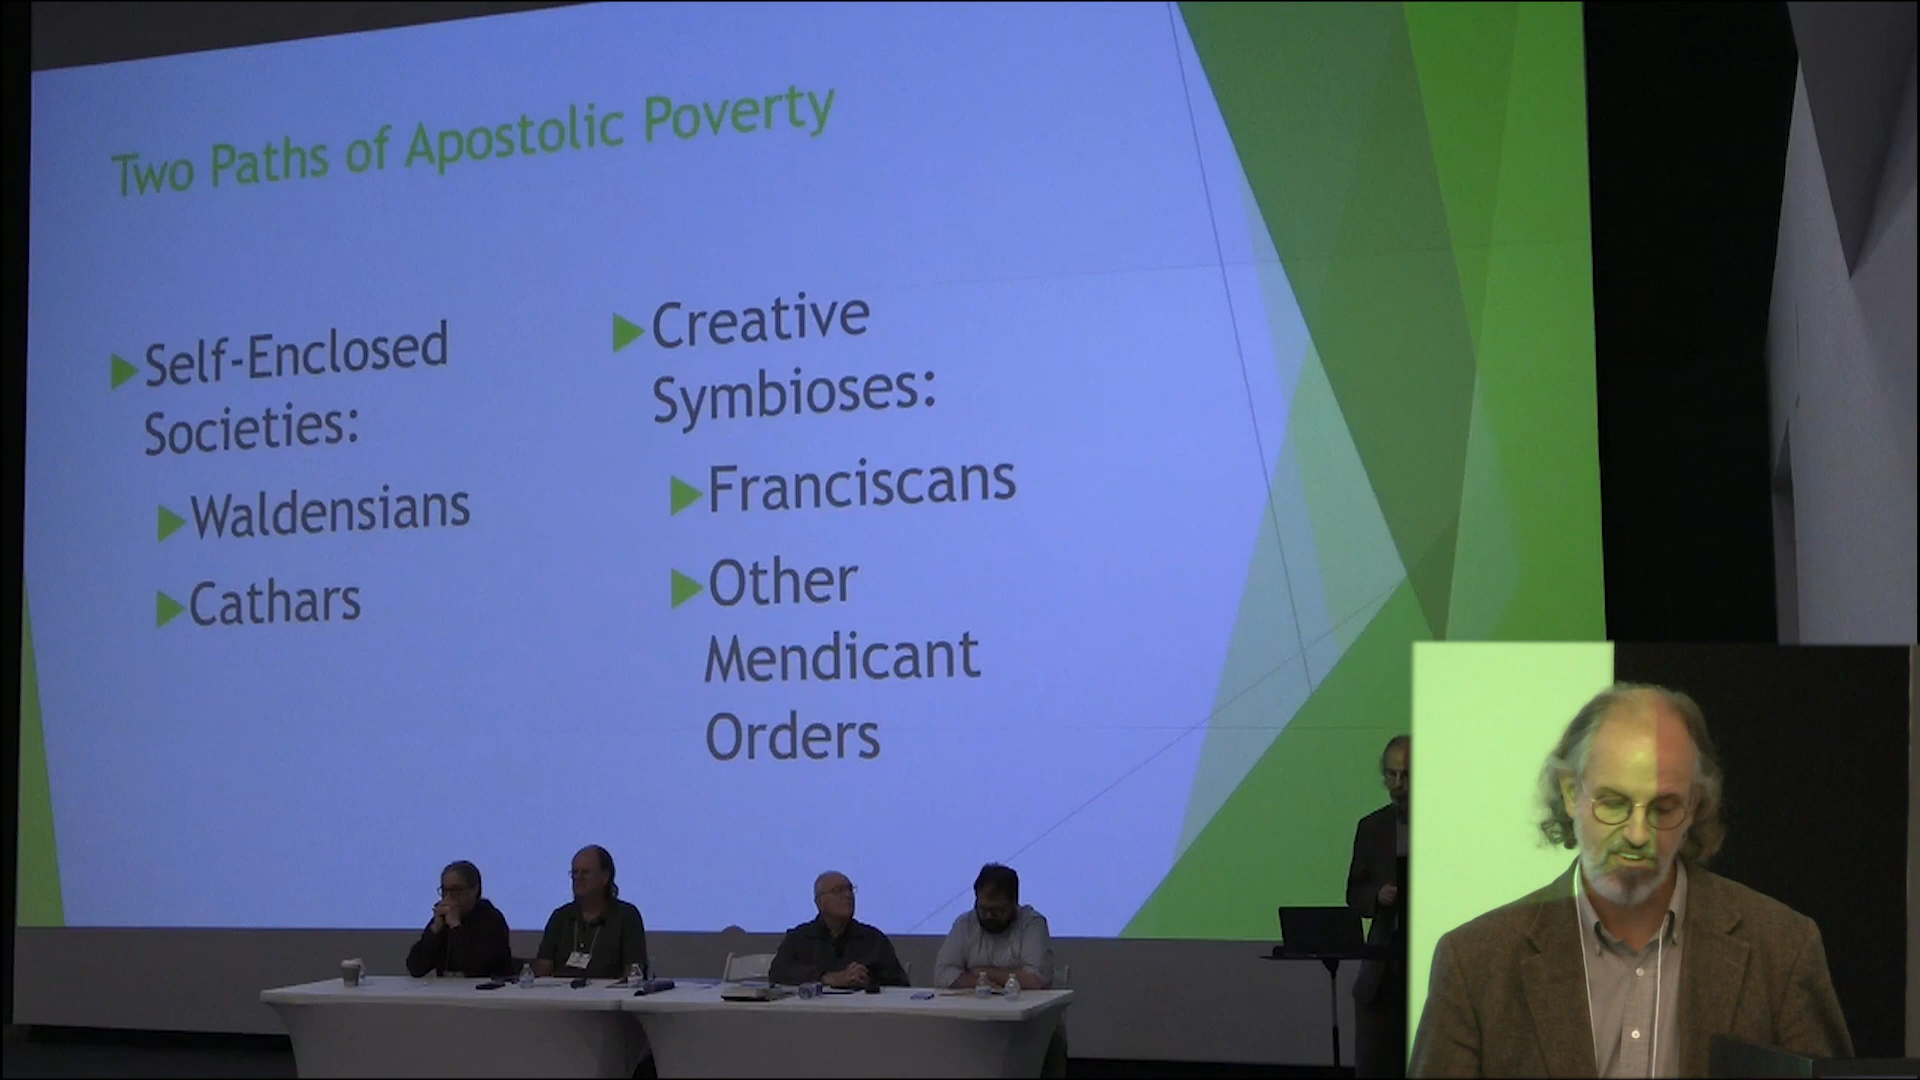 Two Paths of Apostolic Poverty
Self-Enclosed
Societies:
Waldensians
Cathars
Creative
Symbioses:
Franciscans
Other
Mendicant
Orders